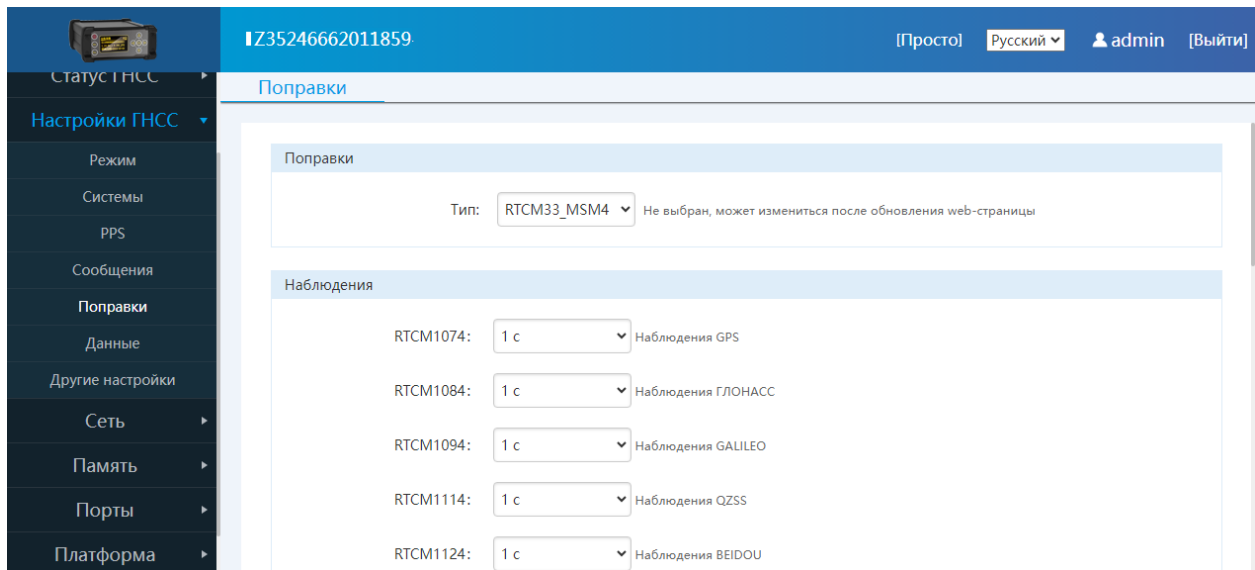 Z35246662011859 [Просто] Русский admin [Выйти]
Статус ГНСС
Поправки
Настройки ГНСС
Режим
Системы
PPS
Сообщения
Поправки
Данные
Другие настройки
Сеть
Память
Порты
Платформа
Поправки
Тип: RTCM33_MSM4 Не выбран, может измениться после обновления web-страницы
Наблюдения
RTCM1074: 1 с Наблюдения GPS
RTCM1084: 1 с Наблюдения ГЛОНАСС
RTCM1094: 1 с Наблюдения GALILEO
RTCM1114: 1 с Наблюдения QZSS
RTCM1124: 1 с Наблюдения BEIDOU